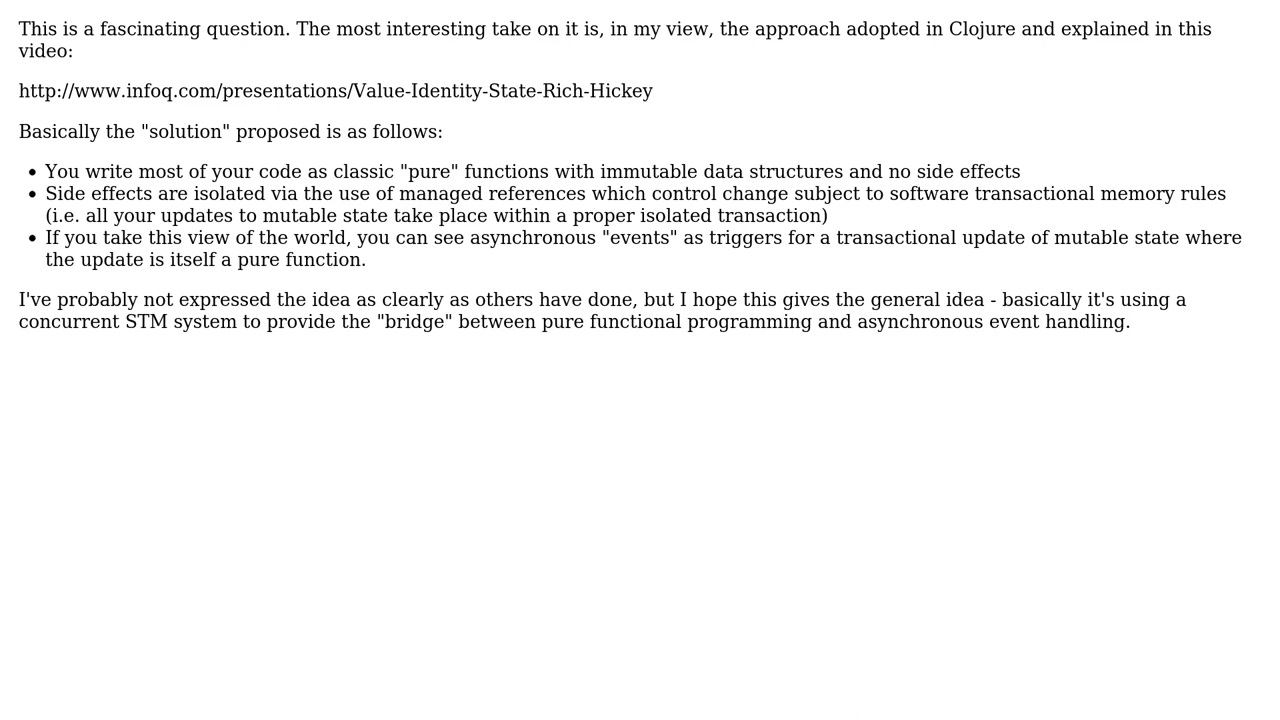 This is a fascinating question. The most interesting take on it is, in my view, the approach adopted in Clojure and explained in this
video:
http://www.infoq.com/presentations/Value-Identity-State-Rich-Hickey
Basically the "solution" proposed is as follows:
• You write most of your code as classic "pure" functions with immutable data structures and no side effects
• Side effects are isolated via the use of managed references which control change subject to software transactional memory rules
(i.e. all your updates to mutable state take place within a proper isolated transaction)
• If you take this view of the world, you can see asynchronous "events" as triggers for a transactional update of mutable state where
the update is itself a pure function.
I've probably not expressed the idea as clearly as others have done, but I hope this gives the general idea - basically it's using a
concurrent STM system to provide the "bridge" between pure functional programming and asynchronous event handling.